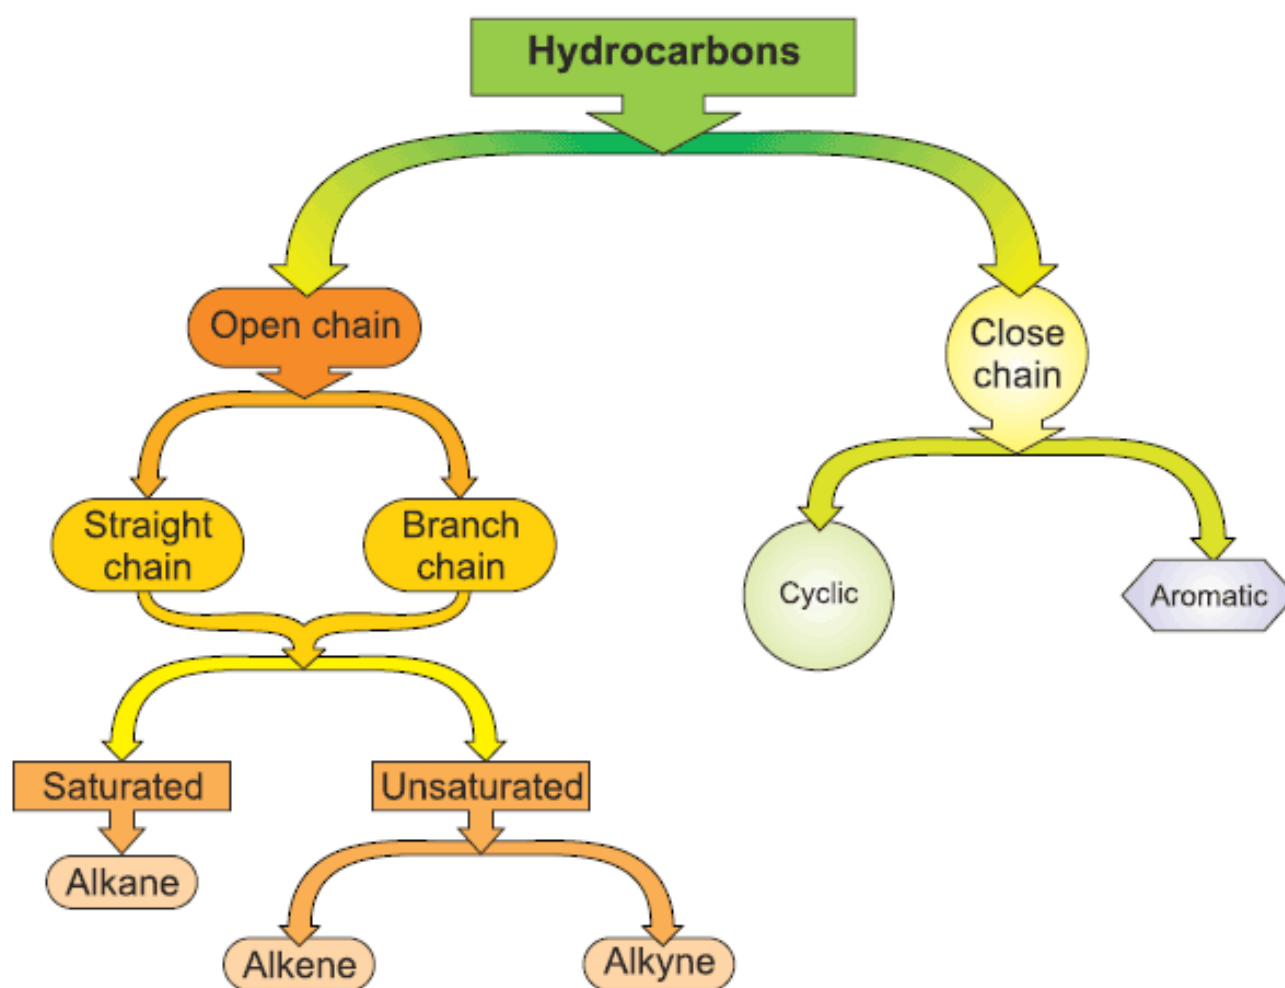 Hydrocarbons
Open chain
Close
chain
Straight
chain
Branch
chain
Cyclic
Aromatic
Saturated
Unsaturated
Alkane
Alkene
Alkyne